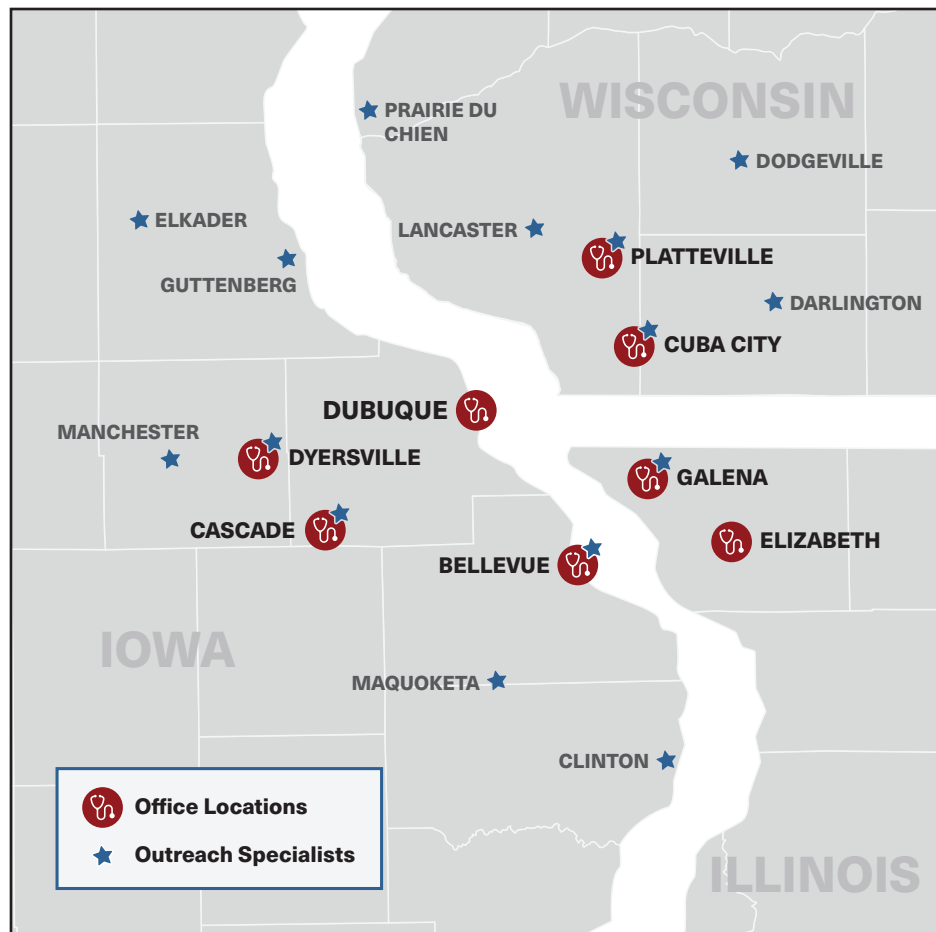 WISCONSIN
PRAIRIE DU
CHIEN
DODGEVILLE
ELKADER
LANCASTER
PLATTEVILLE
GUTTENBERG
DARLINGTON
CUBA CITY
DUBUQUE
MANCHESTER
DYERSVILLE
GALENA
CASCADE
ELIZABETH
BELLEVUE
IOWA
MAQUOKETA
CLINTON
Office Locations
Outreach Specialists
ILLINOIS